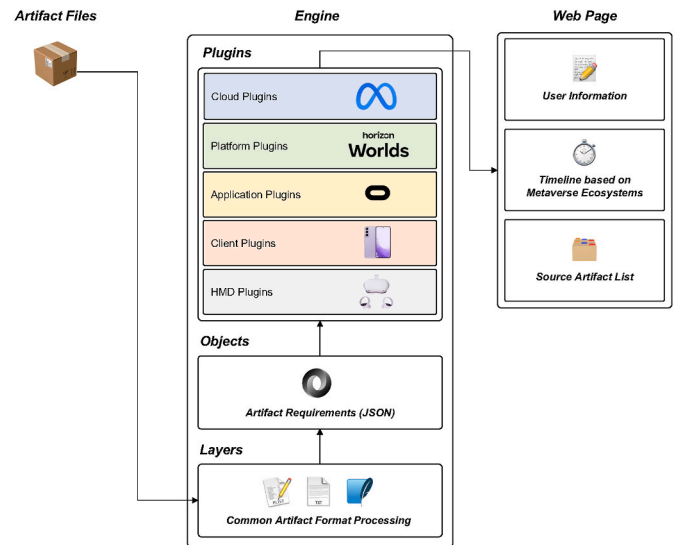 Artifact Files
Engine
Web Page
Plugins
Cloud Plugins
Platform Plugins
horizon
Worlds
Application Plugins
Client Plugins
HMD Plugins
Objects
Artifact Requirements (JSON)
Layers
TXT
Common Artifact Format Processing
User Information
Timeline based on
Metaverse Ecosystems
Source Artifact List